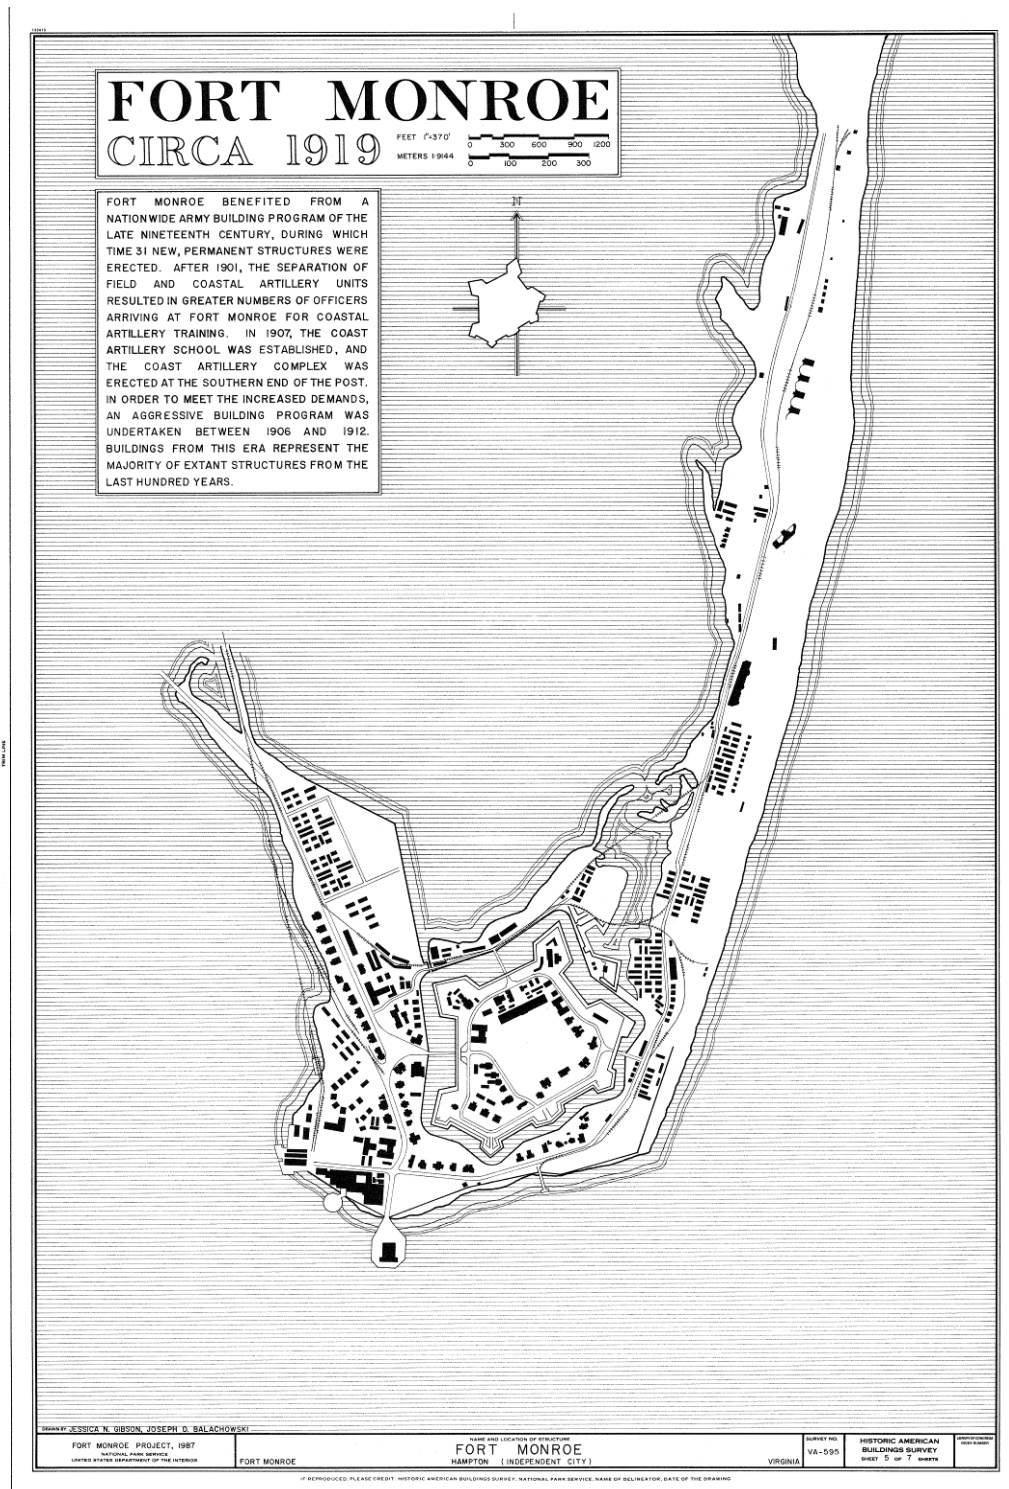 FORT MONROE
CIRCA 1919
FEET 1"=370'
0 300 600 900 1200
METERS 1:9144
0 100 200 300
FORT MONROE BENEFITED FROM A
NATIONWIDE ARMY BUILDING PROGRAM OF THE
LATE NINETEENTH CENTURY, DURING WHICH
TIME 31 NEW, PERMANENT STRUCTURES WERE
ERECTED. AFTER 1901, THE SEPARATION OF
FIELD AND COASTAL ARTILLERY UNITS
RESULTED IN GREATER NUMBERS OF OFFICERS
ARRIVING AT FORT MONROE FOR COASTAL
ARTILLERY TRAINING. IN 1907, THE COAST
ARTILLERY SCHOOL WAS ESTABLISHED, AND
THE COAST ARTILLERY COMPLEX WAS
ERECTED AT THE SOUTHERN END OF THE POST.
IN ORDER TO MEET THE INCREASED DEMANDS,
AN AGGRESSIVE BUILDING PROGRAM WAS
UNDERTAKEN BETWEEN 1906 AND 1912.
BUILDINGS FROM THIS ERA REPRESENT THE
MAJORITY OF EXTANT STRUCTURES FROM THE
LAST HUNDRED YEARS.
N
TRIM LINE
DRAWN BY: JESSICA N. GIBSON, JOSEPH D. BALACHOWSKI
FORT MONROE PROJECT, 1987
NATIONAL PARK SERVICE
UNITED STATES DEPARTMENT OF THE INTERIOR
FORT MONROE
NAME AND LOCATION OF STRUCTURE
FORT MONROE
HAMPTON (INDEPENDENT CITY)
VIRGINIA
SURVEY NO.
VA-595
HISTORIC AMERICAN
BUILDINGS SURVEY
SHEET 5 OF 7 SHEETS
LIBRARY OF CONGRESS
INDEX NUMBER
IF REPRODUCED, PLEASE CREDIT: HISTORIC AMERICAN BUILDINGS SURVEY, NATIONAL PARK SERVICE, NAME OF DELINEATOR, DATE OF THE DRAWING